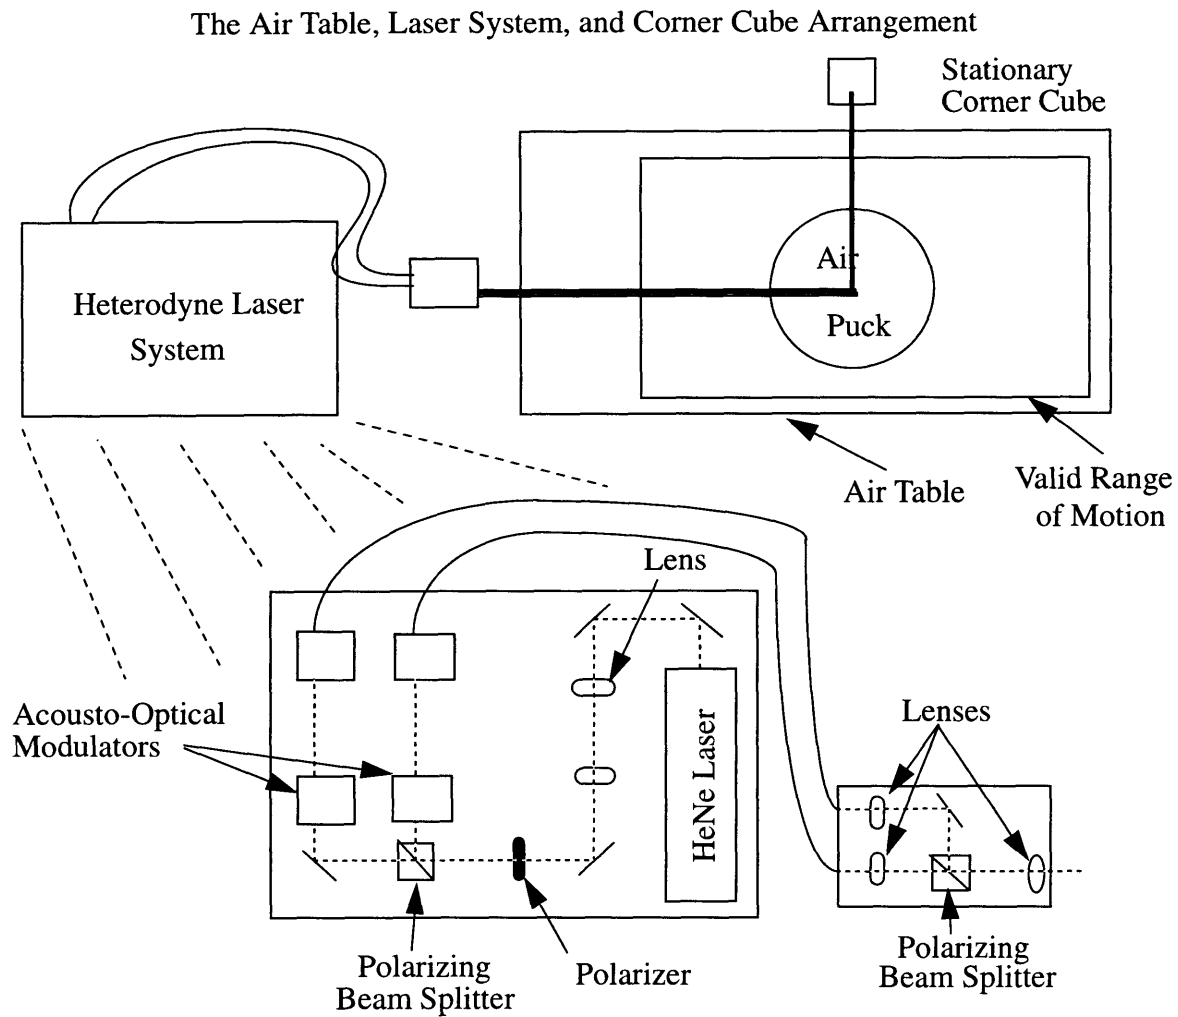 The Air Table, Laser System, and Corner Cube Arrangement
Stationary
Corner Cube
Heterodyne Laser
System
Air
Puck
Air Table
Valid Range
of Motion
Lens
Acousto-Optical
Modulators
HeNe Laser
Lenses
Polarizing
Beam Splitter
Polarizer
Polarizing
Beam Splitter